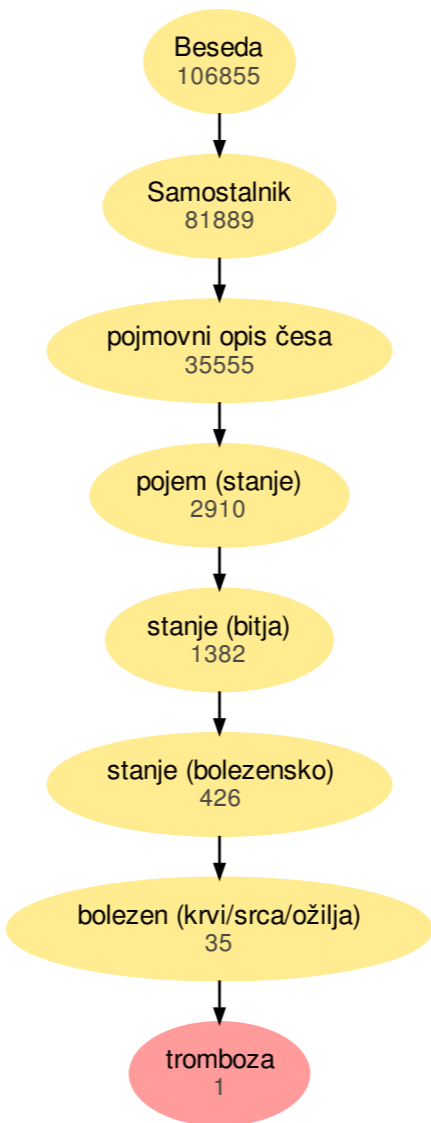 Beseda
106855
Samostalnik
81889
pojmovni opis česa
35555
pojem (stanje)
2910
stanje (bitja)
1382
stanje (bolezensko)
426
bolezen (krvi/srca/ožilja)
35
tromboza
1